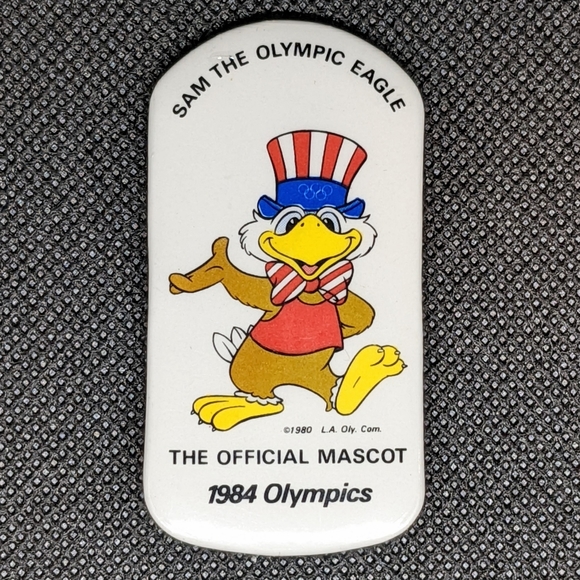 SAM THE OLYMPIC EAGLE
©1980 L.A. Oly. Com.
THE OFFICIAL MASCOT
1984 Olympics